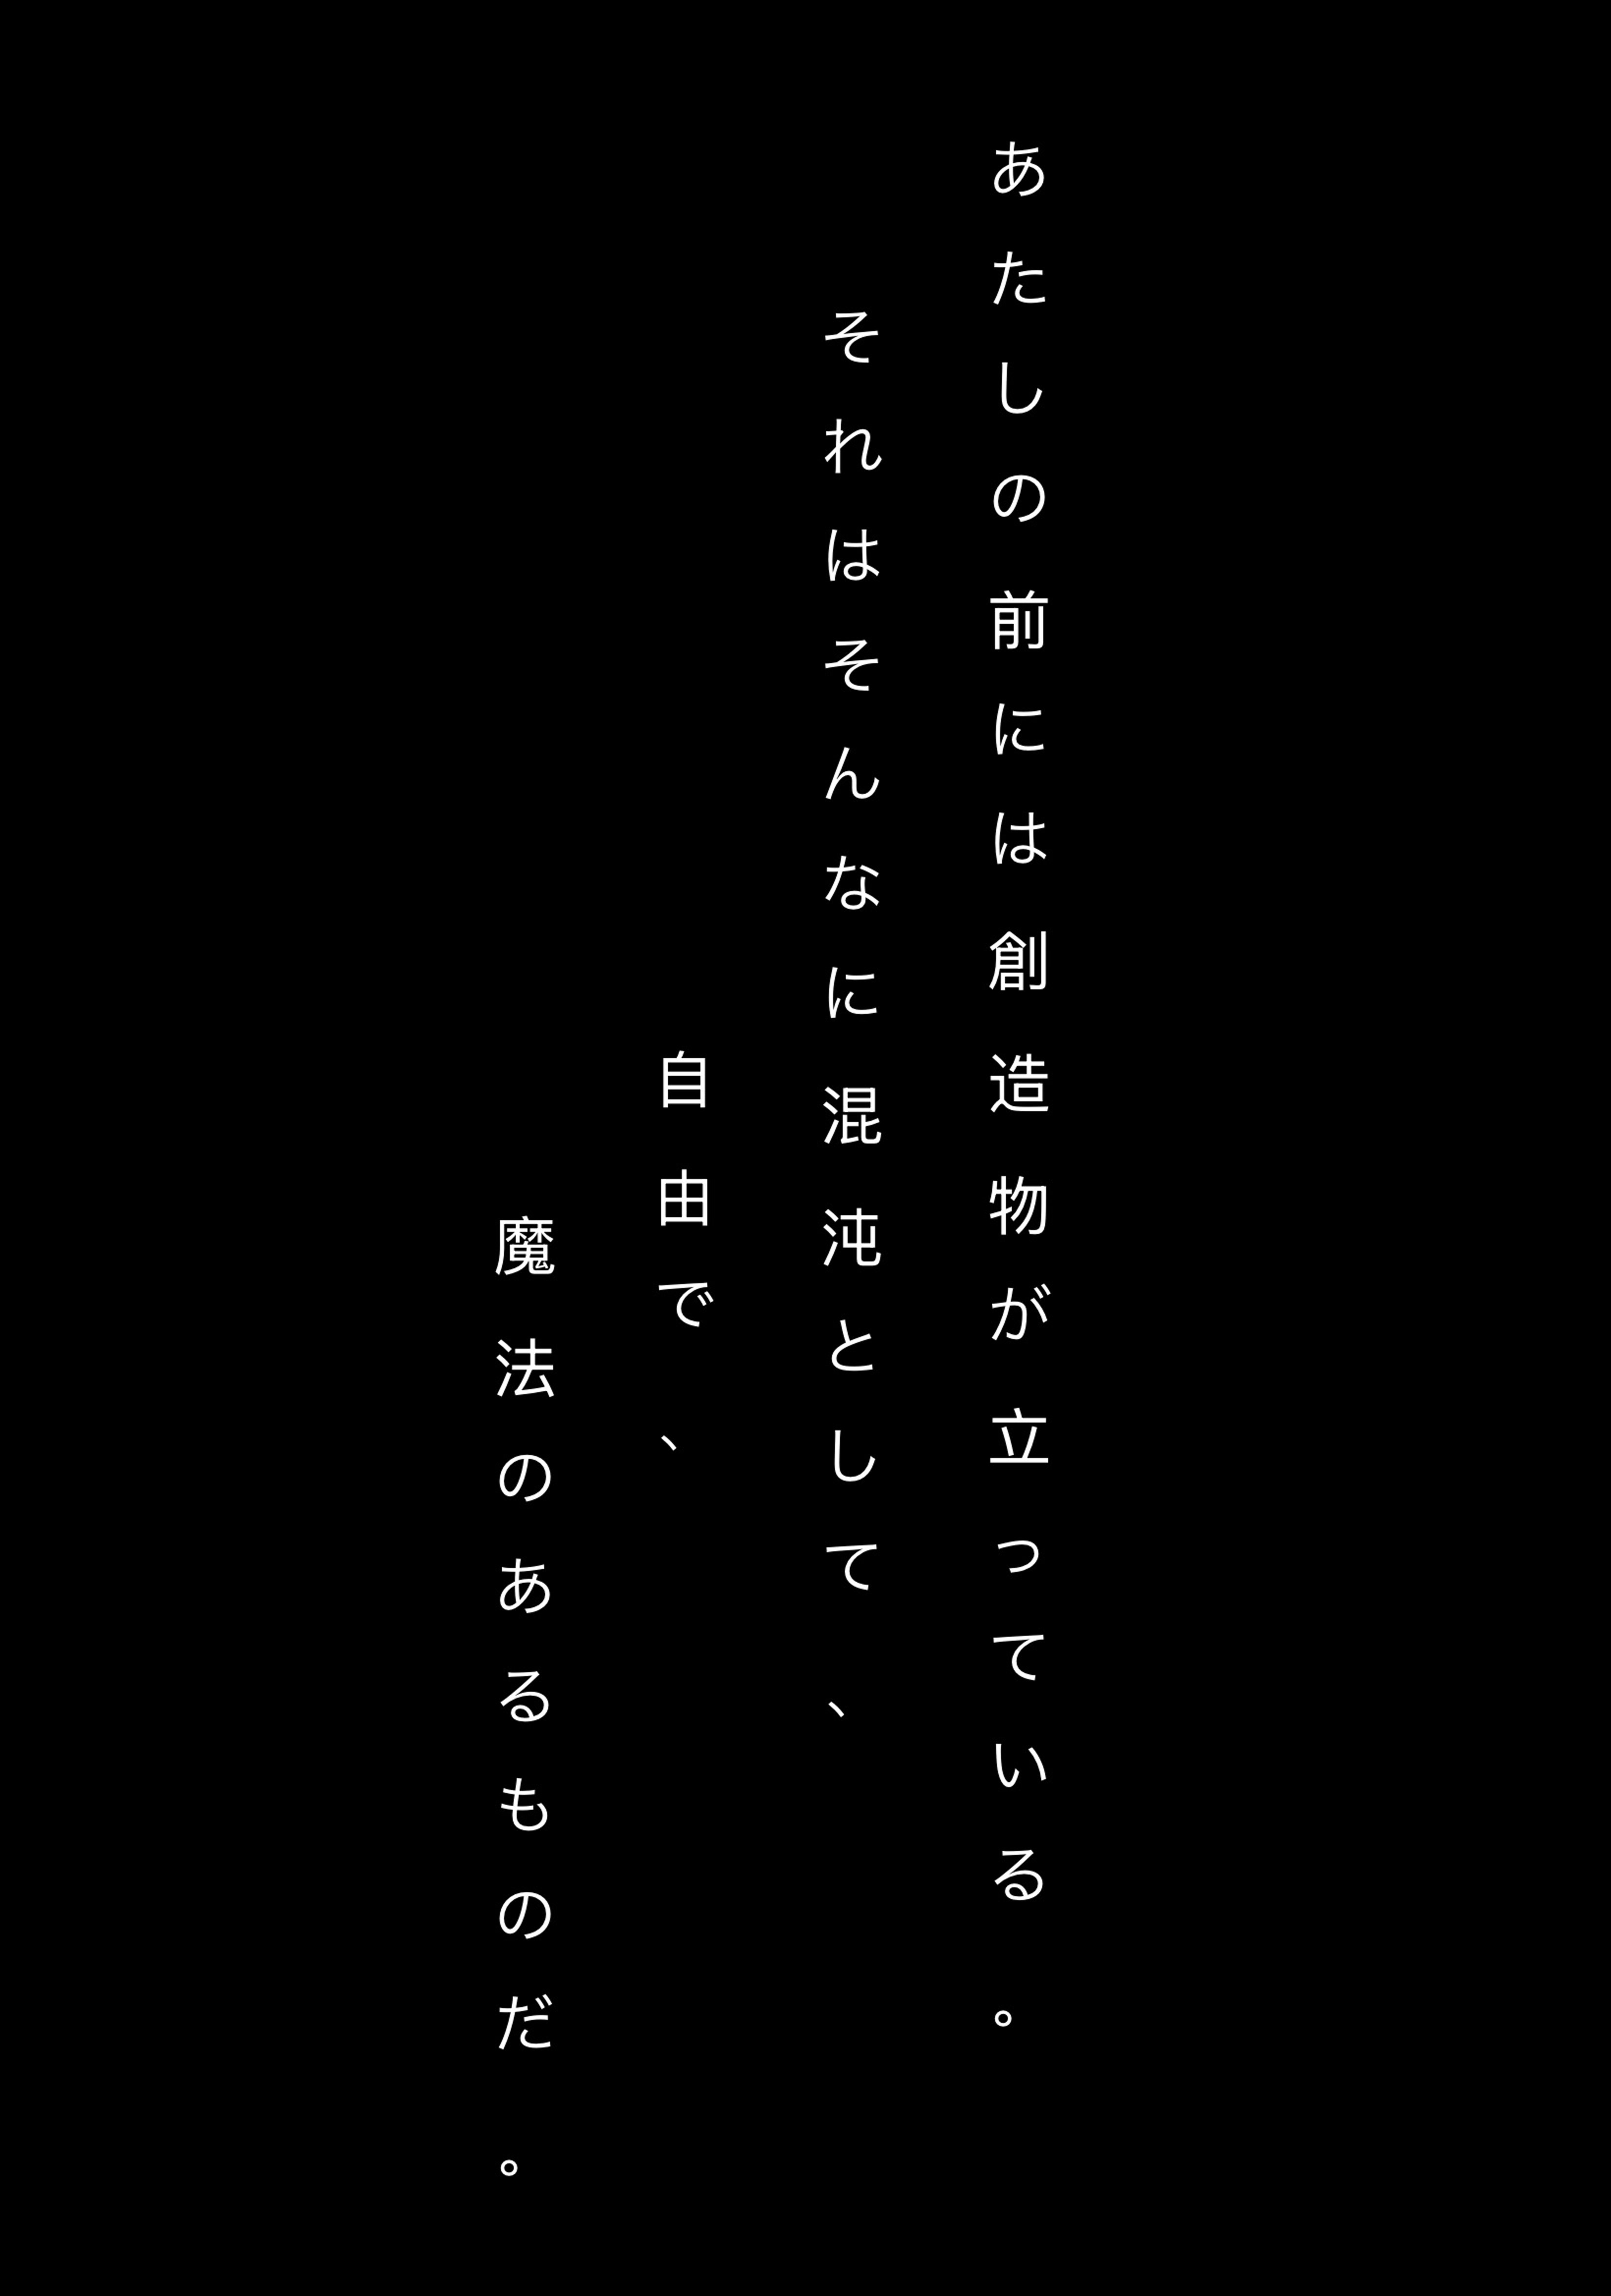 あたしの前には創造物が立っている。
それはそんなに混沌として、
自由で、
魔法のあるものだ。